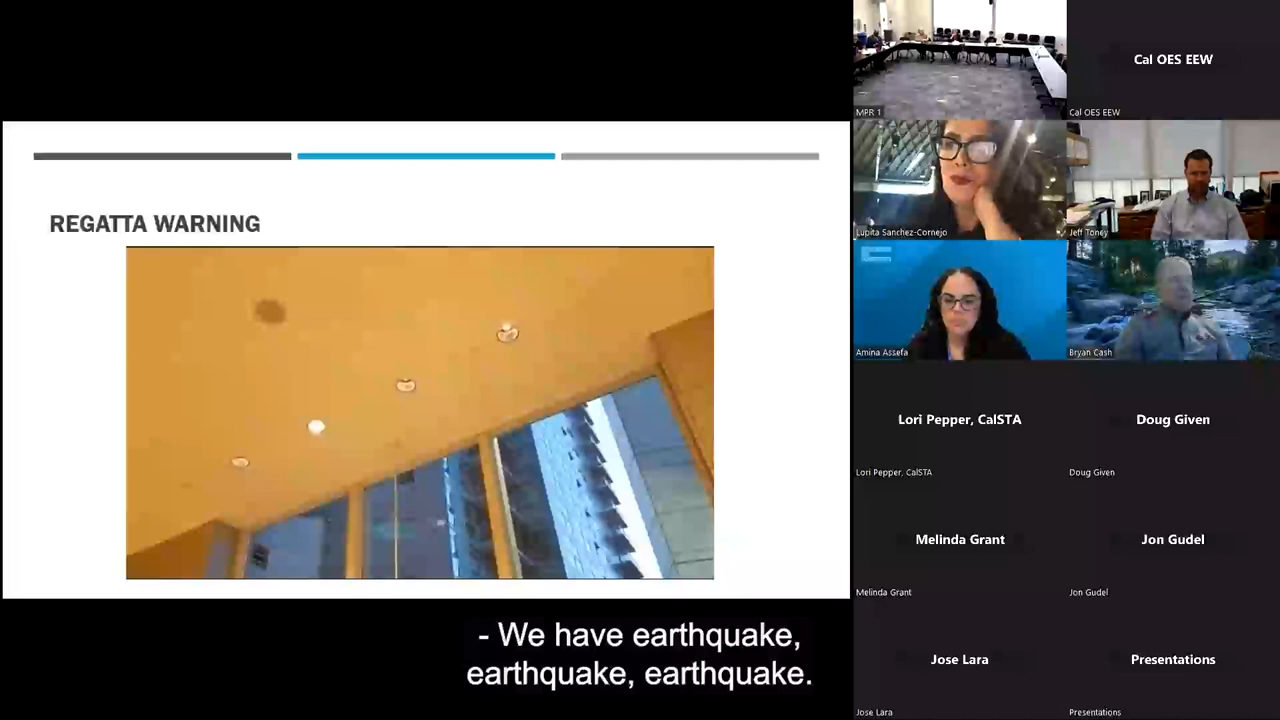 REGATTA WARNING
- We have earthquake,
earthquake, earthquake.
MPR 1
Cal OES EEW
Cal OES EEW
Lupita Sanchez-Cornejo
Jeff Toney
Amina Assefa
Bryan Cash
Lori Pepper, CalSTA
Lori Pepper, CalSTA
Doug Given
Doug Given
Melinda Grant
Melinda Grant
Jon Gudel
Jon Gudel
Jose Lara
Jose Lara
Presentations
Presentations